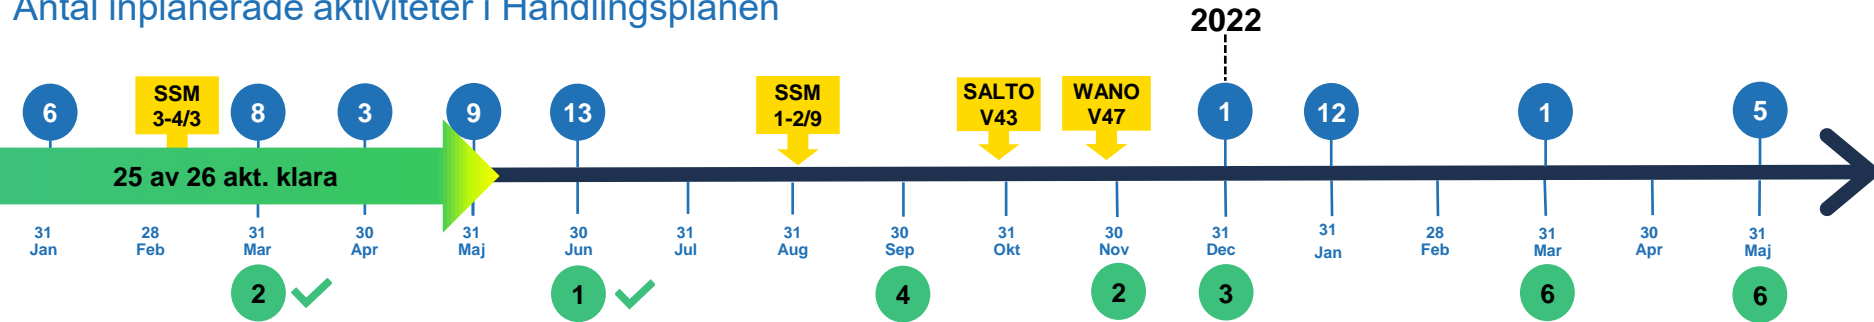 Antal inplanerade aktiviteter i Handlingsplanen
2022
6
SSM
3-4/3
8
3
9
13
SSM
1-2/9
SALTO
V43
WANO
V47
1
12
1
5
25 av 26 akt. klara
31
Jan
28
Feb
31
Mar
30
Apr
31
Maj
30
Jun
31
Jul
31
Aug
30
Sep
31
Okt
30
Nov
31
Dec
31
Jan
28
Feb
31
Mar
30
Apr
31
Maj
2
1
4
2
3
6
6